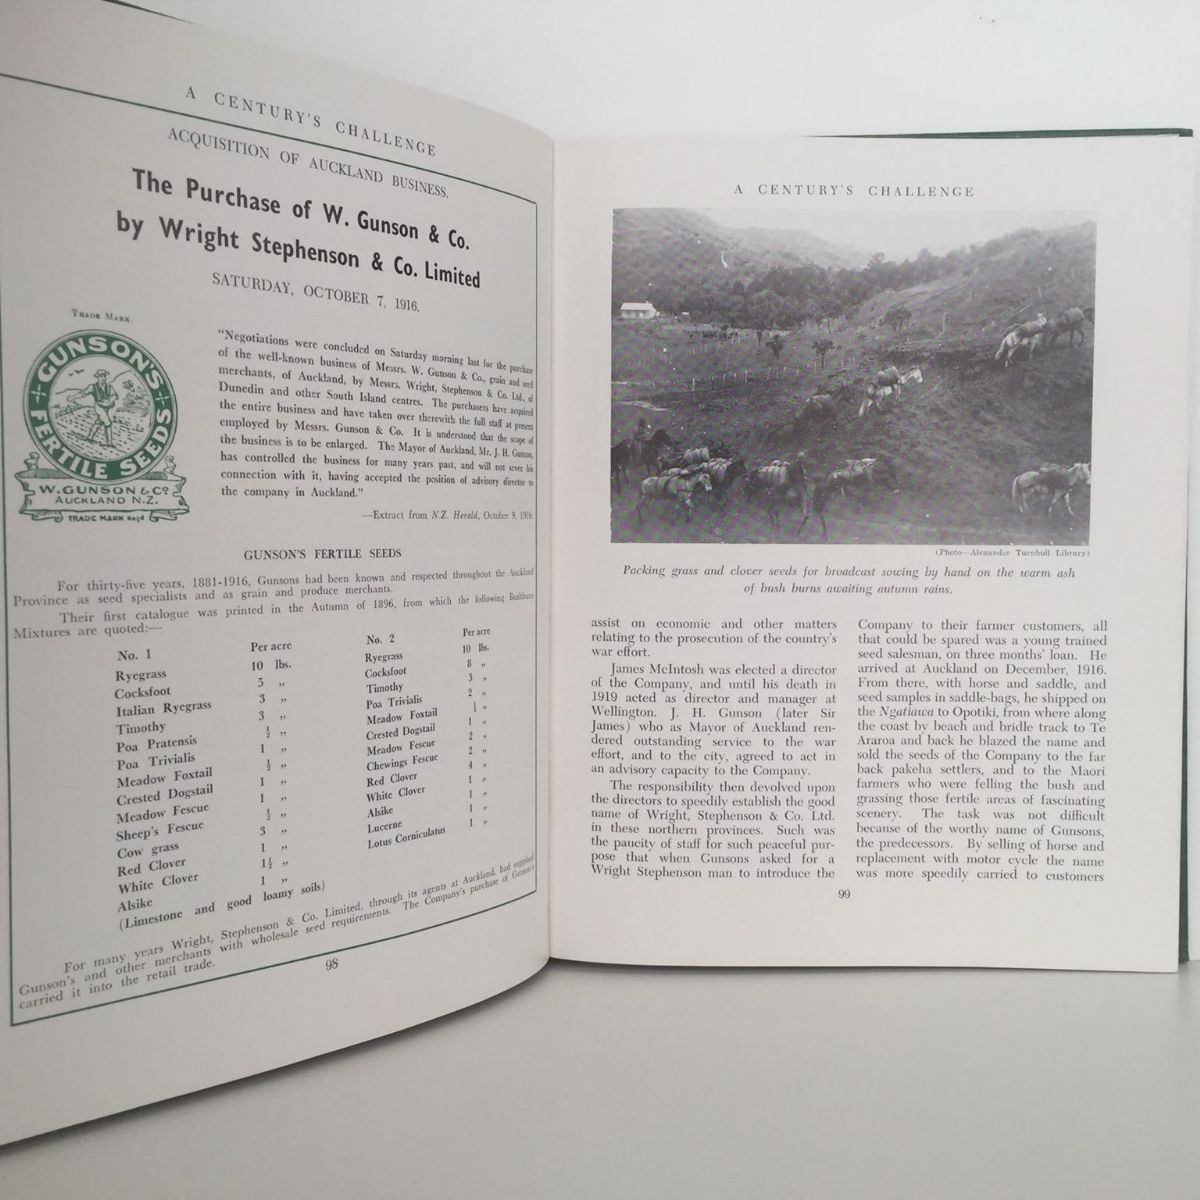 A CENTURY'S CHALLENGE
ACQUISITION OF AUCKLAND BUSINESS.
The Purchase of W. Gunson & Co.
by Wright Stephenson & Co. Limited
SATURDAY, OCTOBER 7, 1916.
TRADE MARK.
GUNSON'S
FERTILE SEEDS
W. GUNSON & CO
AUCKLAND N.Z.
TRADE MARK REGD
"Negotiations were concluded on Saturday morning last for the purchase
of the well-known business of Messrs. W. Gunson & Co., grain and seed
merchants, of Auckland, by Messrs. Wright, Stephenson & Co. Ltd., of
Dunedin and other South Island centres. The purchasers have acquired
the entire business and have taken over therewith the full staff at present
employed by Messrs. Gunson & Co. It is understood that the scope of
the business is to be enlarged. The Mayor of Auckland, Mr. J. H. Gunson,
has controlled the business for many years past, and will not sever his
connection with it, having accepted the position of advisory director to
the company in Auckland."
—Extract from N.Z. Herald, October 9, 1916.
GUNSON'S FERTILE SEEDS
For thirty-five years, 1881-1916, Gunsons had been known and respected throughout the Auckland
Province as seed specialists and as grain and produce merchants.
Their first catalogue was printed in the Autumn of 1896, from which the following Bushburn
Mixtures are quoted:—
No. 1 Per acre
Ryegrass 10 lbs.
Cocksfoot 5 „
Italian Ryegrass 3 „
Timothy 3 „
Poa Pratensis ½ „
Poa Trivialis 1 „
Meadow Foxtail ½ „
Crested Dogstail 1 „
Meadow Fescue 1 „
Sheep's Fescue ½ „
Cow grass 3 „
Red Clover 1 „
White Clover 1½ „
Alsike 1 „
(Limestone and good loamy soils)
No. 2 Per acre
Ryegrass 10 lbs.
Cocksfoot 8 „
Timothy 3 „
Poa Trivialis 2 „
Meadow Foxtail ½ „
Crested Dogstail 1 „
Meadow Fescue 2 „
Chewings Fescue 2 „
Red Clover 4 „
White Clover 1 „
Alsike 1 „
Lucerne 1 „
Lotus Corniculatus 1 „
For many years Wright, Stephenson & Co. Limited, through its agents at Auckland, had supplied
Gunson's and other merchants with wholesale seed requirements. The Company's purchase of Gunson's
carried it into the retail trade.
98
A CENTURY'S CHALLENGE
(Photo—Alexander Turnbull Library)
Packing grass and clover seeds for broadcast sowing by hand on the warm ash
of bush burns awaiting autumn rains.
assist on economic and other matters
relating to the prosecution of the country's
war effort.
James McIntosh was elected a director
of the Company, and until his death in
1919 acted as director and manager at
Wellington. J. H. Gunson (later Sir
James) who as Mayor of Auckland ren-
dered outstanding service to the war
effort, and to the city, agreed to act in
an advisory capacity to the Company.
The responsibility then devolved upon
the directors to speedily establish the good
name of Wright, Stephenson & Co. Ltd.
in these northern provinces. Such was
the paucity of staff for such peaceful pur-
pose that when Gunsons asked for a
Wright Stephenson man to introduce the
Company to their farmer customers, all
that could be spared was a young trained
seed salesman, on three months' loan. He
arrived at Auckland on December, 1916.
From there, with horse and saddle, and
seed samples in saddle-bags, he shipped on
the Ngatiawa to Opotiki, from where along
the coast by beach and bridle track to Te
Araroa and back he blazed the name and
sold the seeds of the Company to the far
back pakeha settlers, and to the Maori
farmers who were felling the bush and
grassing those fertile areas of fascinating
scenery. The task was not difficult
because of the worthy name of Gunsons,
the predecessors. By selling of horse and
replacement with motor cycle the name
was more speedily carried to customers
99